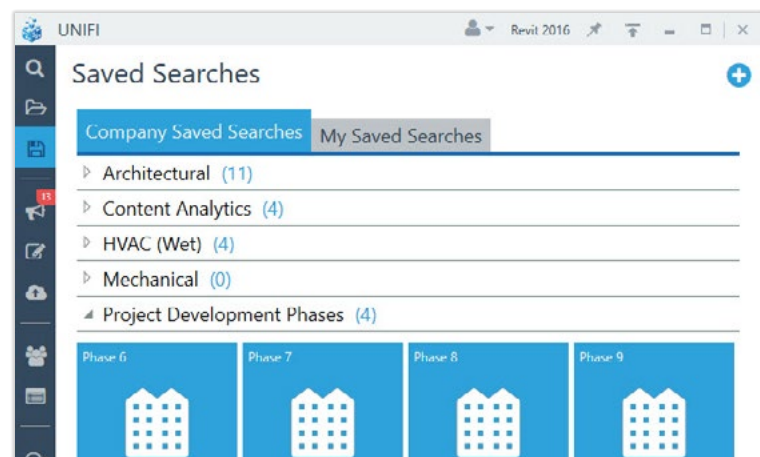 UNIFI
Revit 2016
Saved Searches
Company Saved Searches
My Saved Searches
Architectural (11)
13
Content Analytics (4)
HVAC (Wet) (4)
Mechanical (0)
Project Development Phases (4)
Phase 6
Phase 7
Phase 8
Phase 9